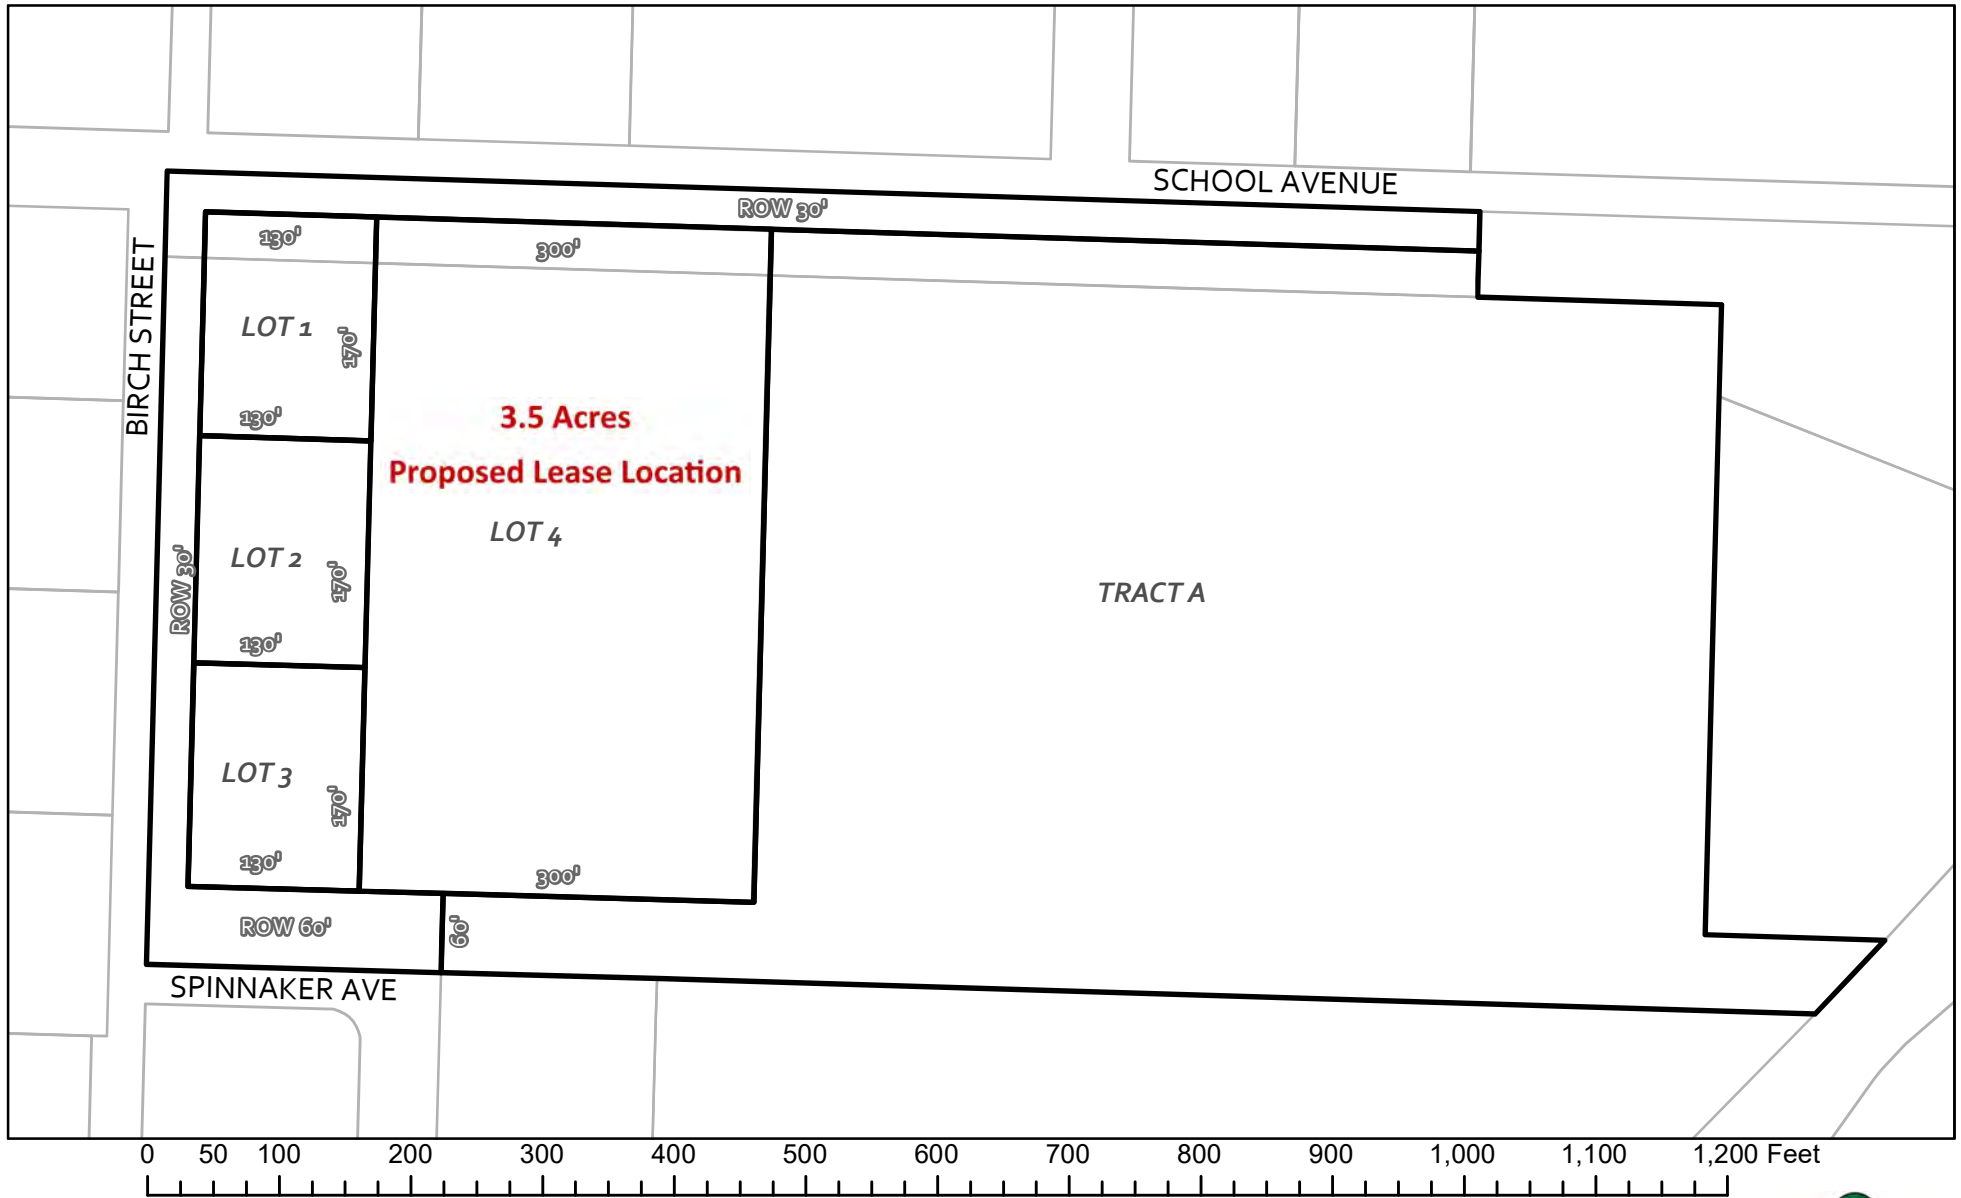 SCHOOL AVENUE
ROW 30'
130'
300'
BIRCH STREET
LOT 1
170'
130'
3.5 Acres
Proposed Lease Location
LOT 4
LOT 2
170'
ROW 30'
TRACT A
130'
LOT 3
170'
130'
300'
ROW 60'
60'
SPINNAKER AVE
0 50 100 200 300 400 500 600 700 800 900 1,000 1,100 1,200 Feet